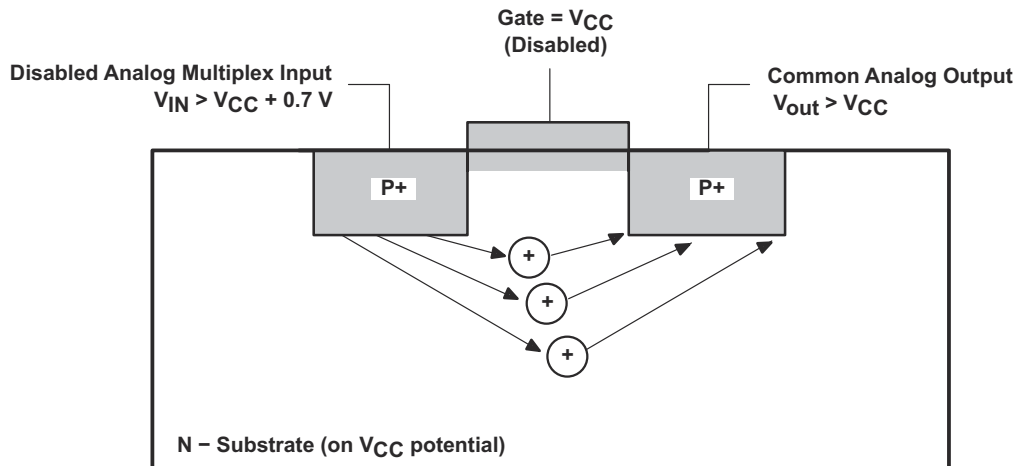 Gate = VCC
(Disabled)
Disabled Analog Multiplex Input
VIN > VCC + 0.7 V
Common Analog Output
Vout > VCC
P+
P+
+
+
+
N − Substrate (on VCC potential)